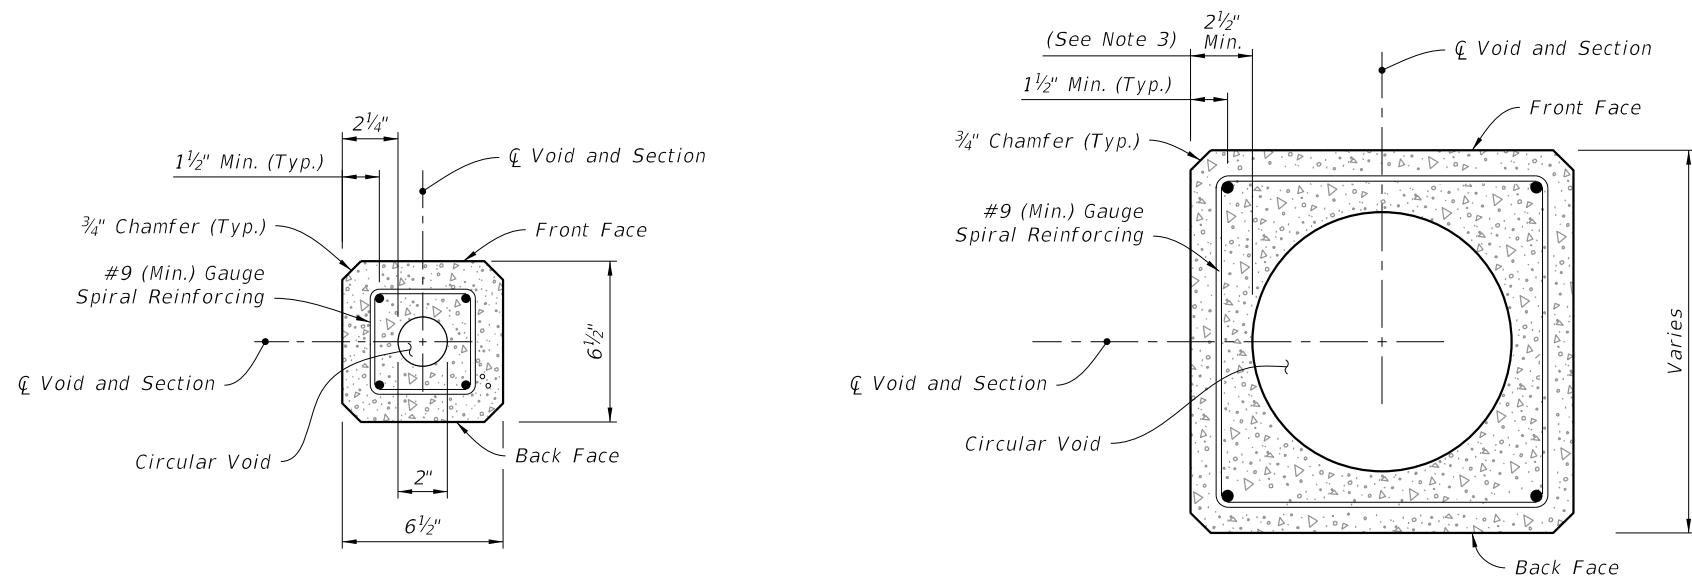 2¼"
1½" Min. (Typ.)
¾" Chamfer (Typ.)
#9 (Min.) Gauge
Spiral Reinforcing
℄ Void and Section
Circular Void
℄ Void and Section
Front Face
6½"
Back Face
2"
6½"
(See Note 3)
2½"
Min.
1½" Min. (Typ.)
¾" Chamfer (Typ.)
#9 (Min.) Gauge
Spiral Reinforcing
℄ Void and Section
Circular Void
℄ Void and Section
Front Face
Varies
Back Face